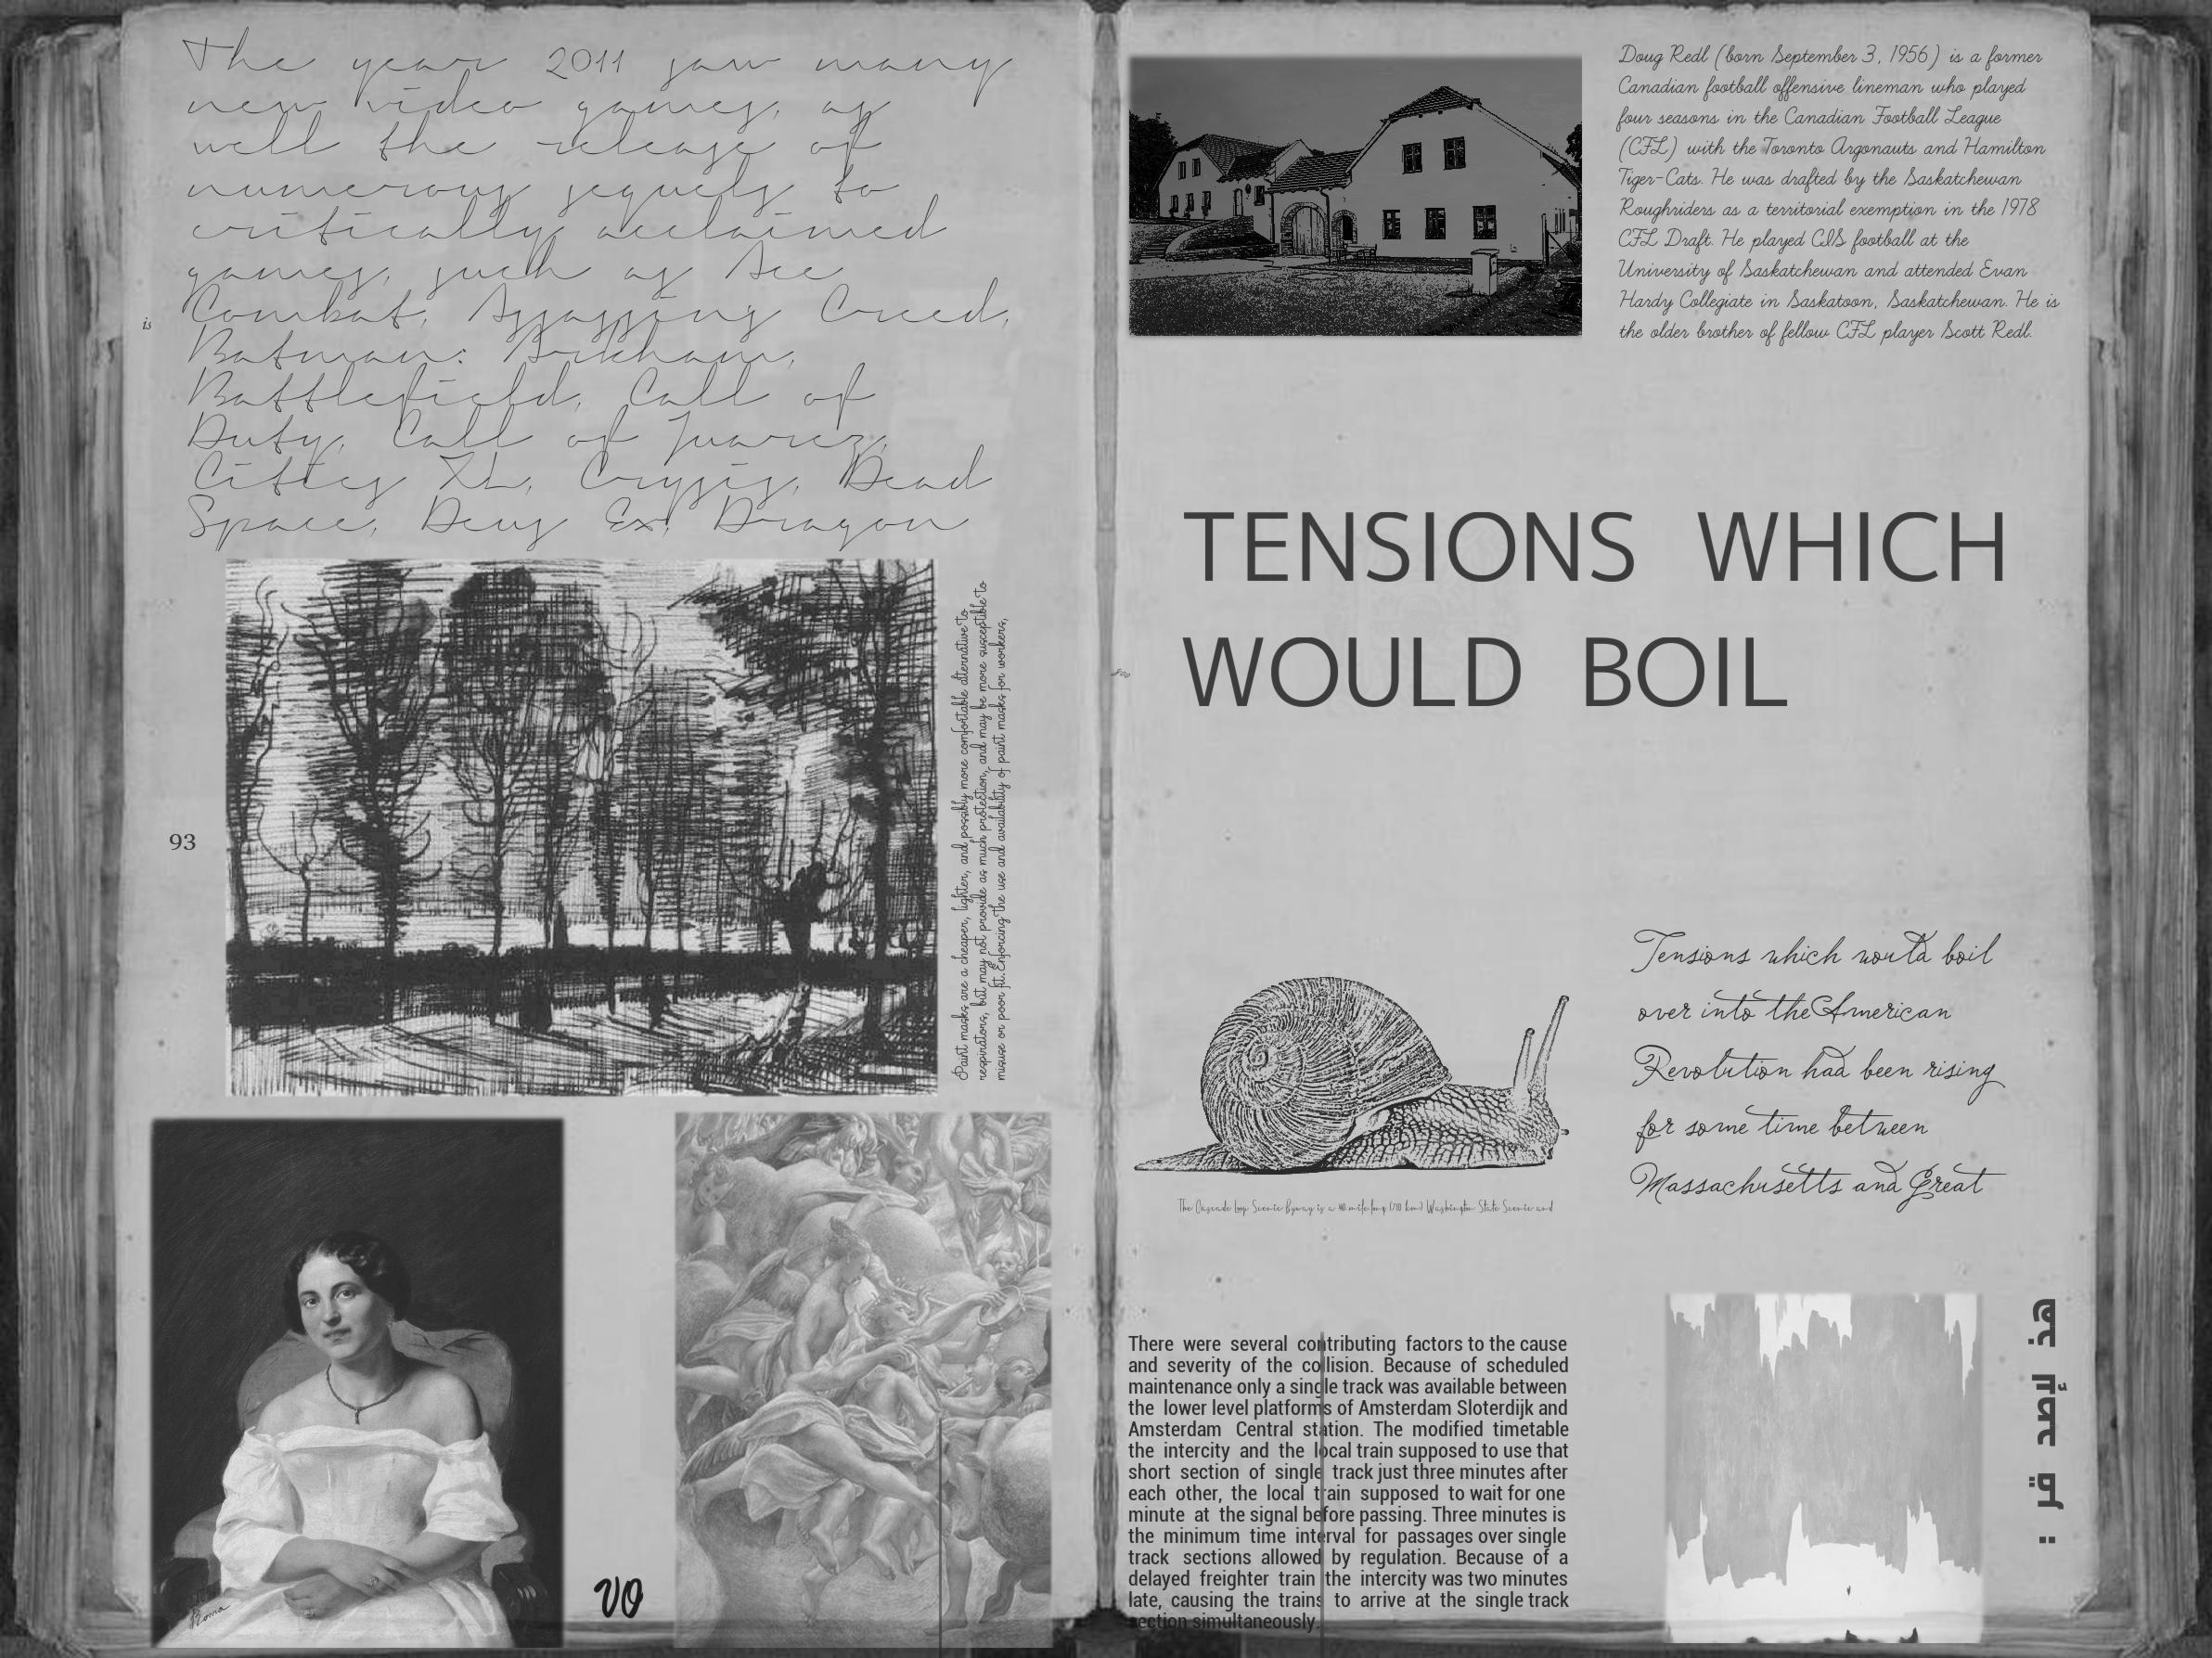 The year 2011 saw many
new video games, as
well the release of
numerous sequels to
critically acclaimed
games, such as Ace
Combat, Assassins Creed,
Batman: Arkham,
Battlefield, Call of
Duty, Call of Juarez,
Cities XL, Crysis, Dead
Space, Deus Ex, Dragon
is
93
Paint masks are a cheaper, lighter, and possibly more comfortable alternative to
respirators, but may not provide as much protection, and may be more susceptible to
misuse or poor fit. Enforcing the use and availability of paint masks for workers,
Roma
VO
Doug Redl (born September 3, 1956) is a former
Canadian football offensive lineman who played
four seasons in the Canadian Football League
(CFL) with the Toronto Argonauts and Hamilton
Tiger-Cats. He was drafted by the Saskatchewan
Roughriders as a territorial exemption in the 1978
CFL Draft. He played CIS football at the
University of Saskatchewan and attended Evan
Hardy Collegiate in Saskatoon, Saskatchewan. He is
the older brother of fellow CFL player Scott Redl.
TENSIONS WHICH
WOULD BOIL
Tensions which would boil
over into the American
Revolution had been rising
for some time between
Massachusetts and Great
The Cascade Loop Scenic Byway is a mile long km) Washington State Scenic and
There were several contributing factors to the cause
and severity of the collision. Because of scheduled
maintenance only a single track was available between
the lower level platforms of Amsterdam Sloterdijk and
Amsterdam Central station. The modified timetable
the intercity and the local train supposed to use that
short section of single track just three minutes after
each other, the local train supposed to wait for one
minute at the signal before passing. Three minutes is
the minimum time interval for passages over single
track sections allowed by regulation. Because of a
delayed freighter train the intercity was two minutes
late, causing the trains to arrive at the single track
section simultaneously.
هذ لأصد قر :